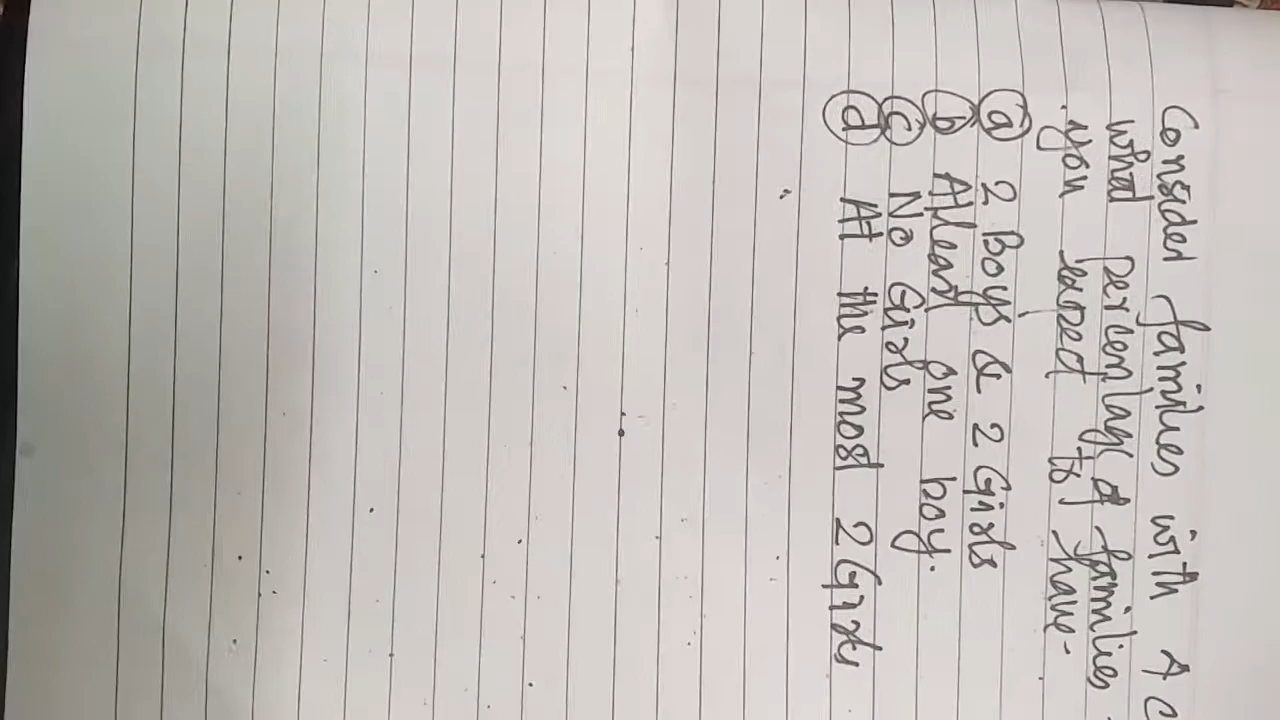 Consider families with 4 C
what percentage of families
you expect to have-
(a) 2 Boys & 2 Girls
(b) Atleast one boy.
(c) No Girls
(d) At the most 2 Girls